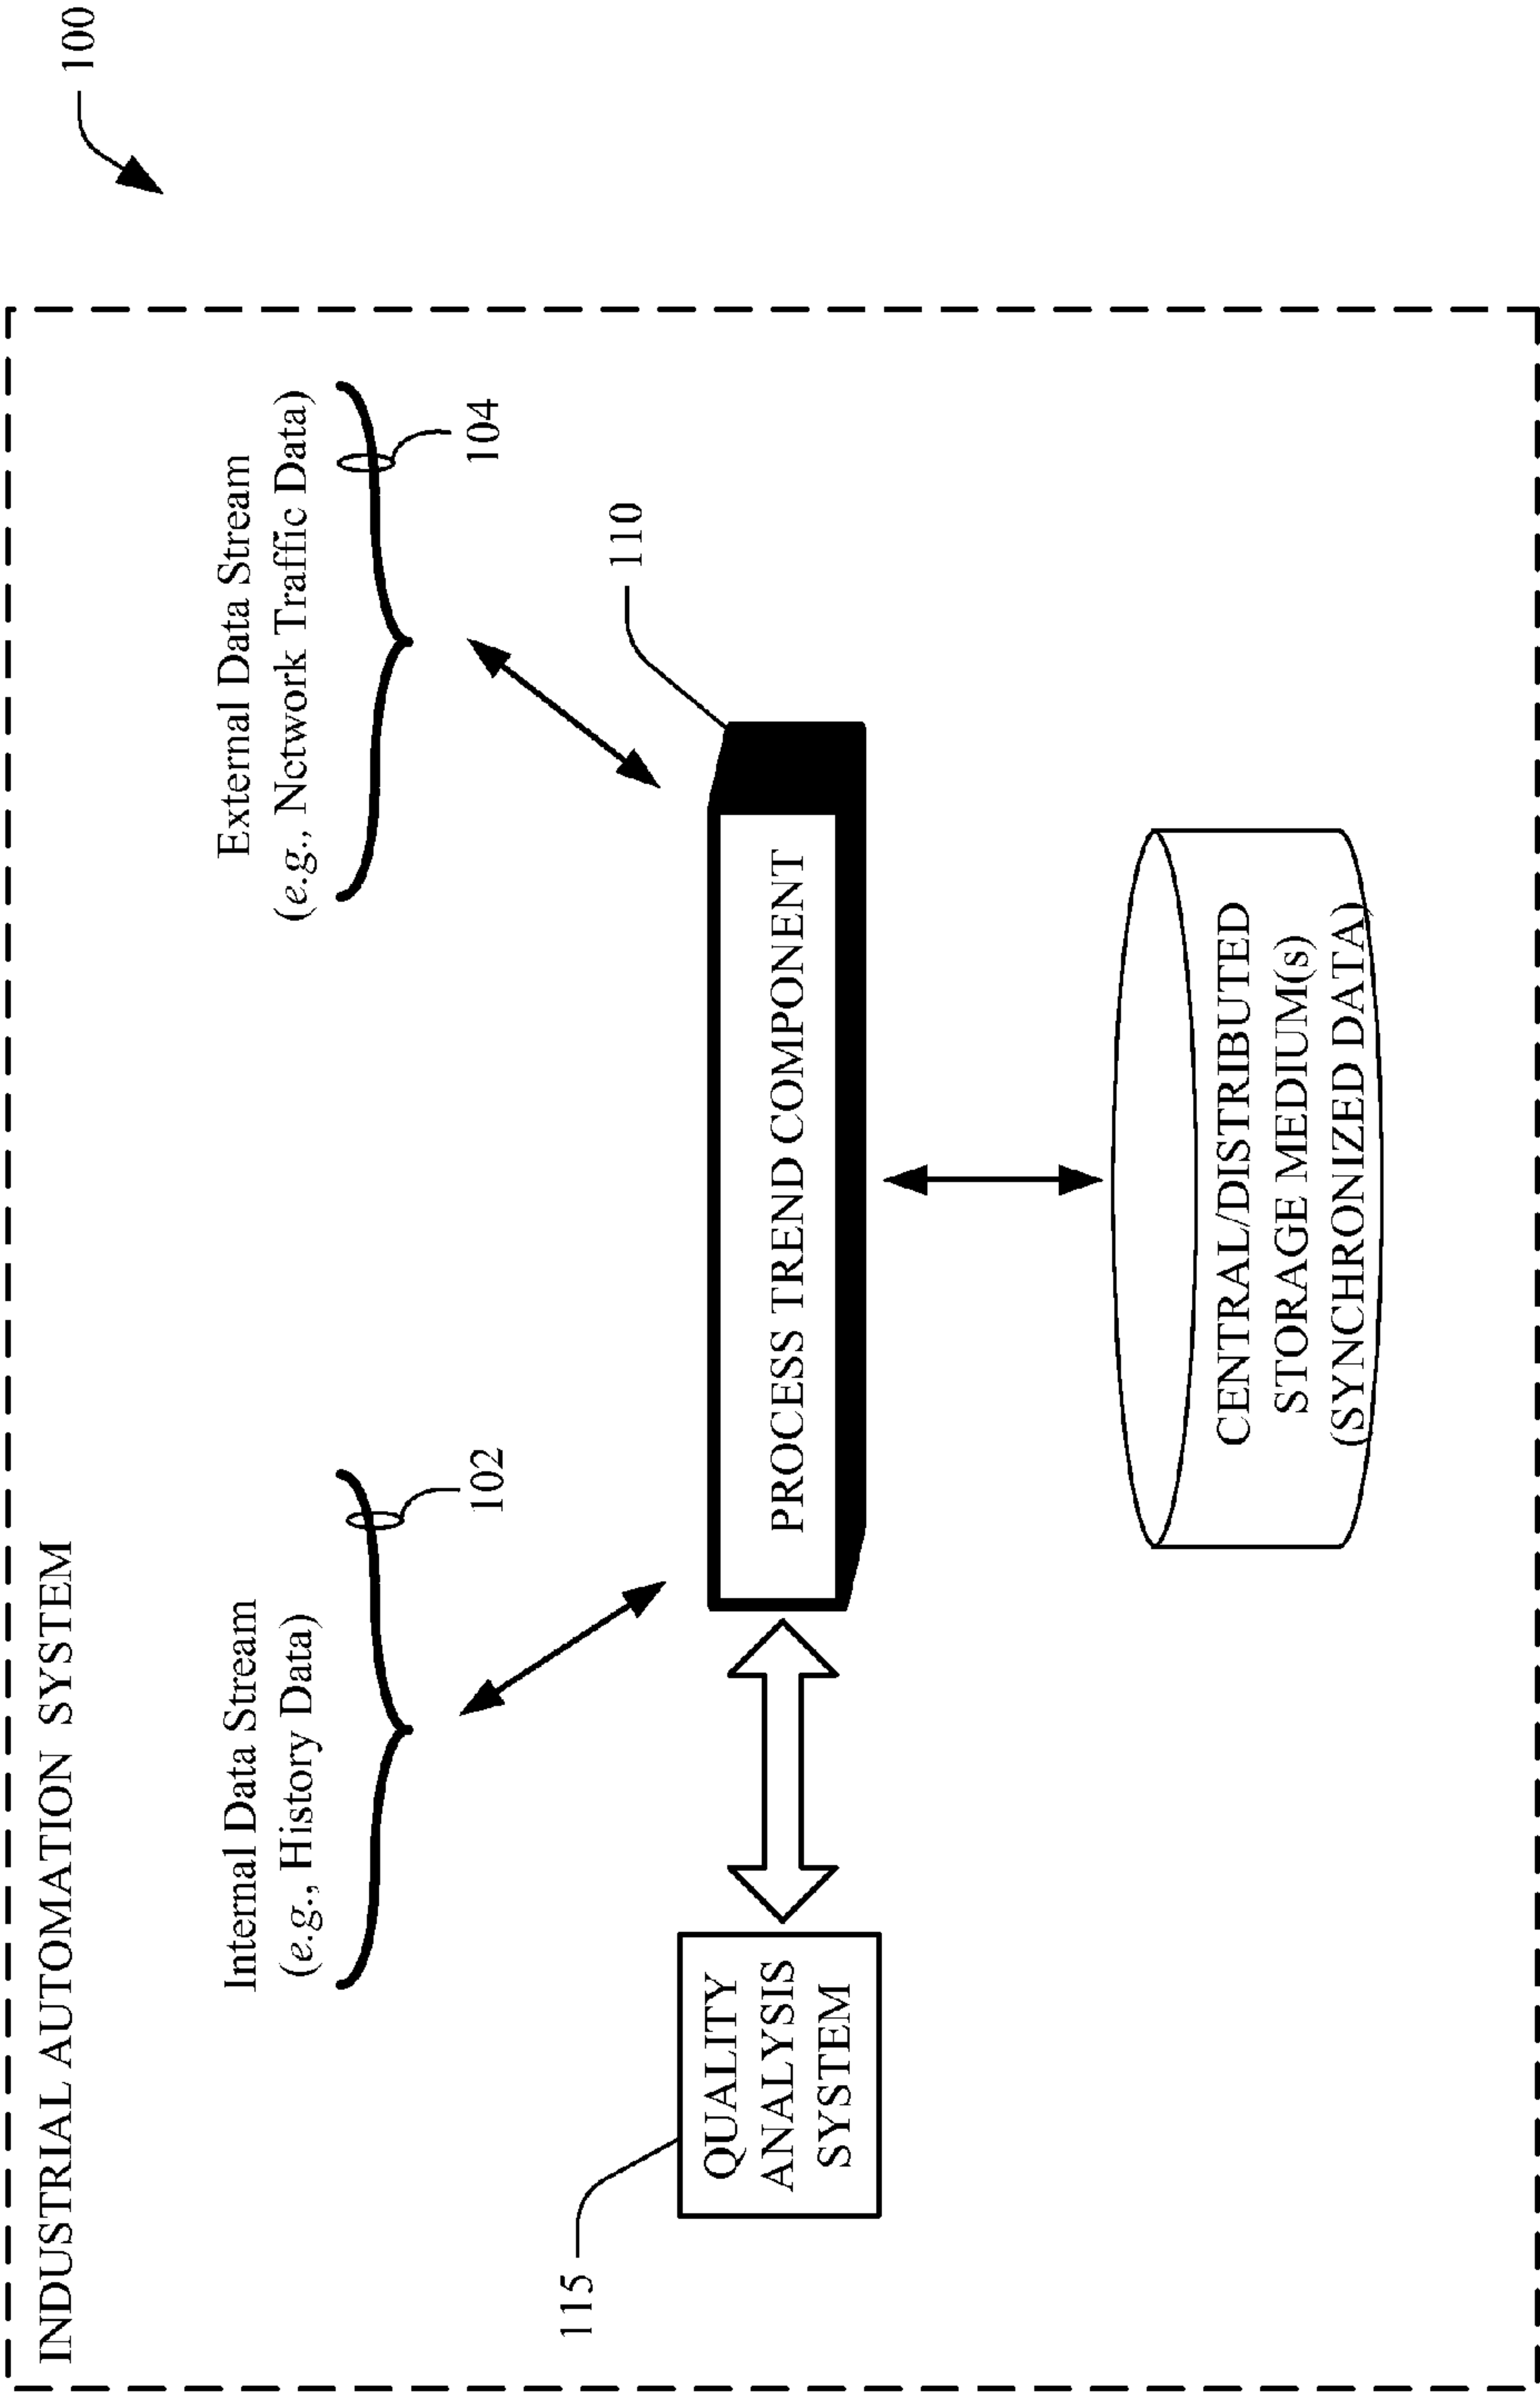 100
INDUSTRIAL AUTOMATION SYSTEM
Internal Data Stream
(e.g., History Data)
102
External Data Stream
(e.g., Network Traffic Data)
104
110
115
QUALITY
ANALYSIS
SYSTEM
PROCESS TREND COMPONENT
CENTRAL/DISTRIBUTED
STORAGE MEDIUM(s)
(SYNCHRONIZED DATA)